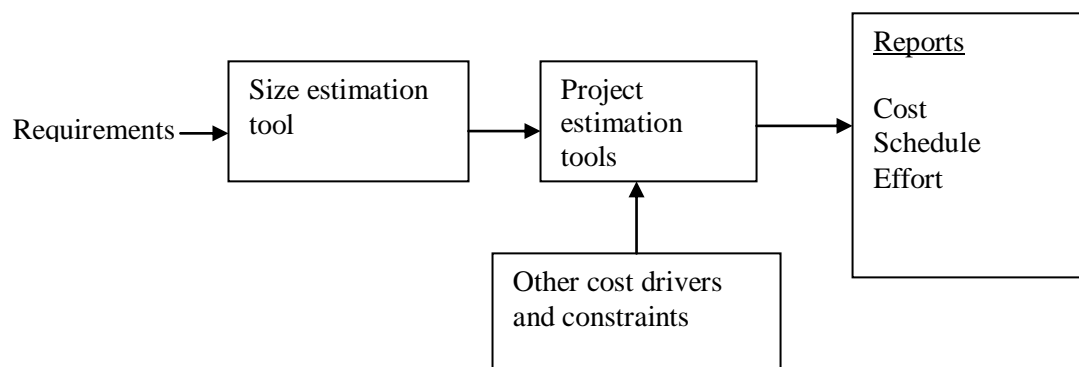 Requirements
Size estimation
tool
Project
estimation
tools
Reports
Cost
Schedule
Effort
Other cost drivers
and constraints